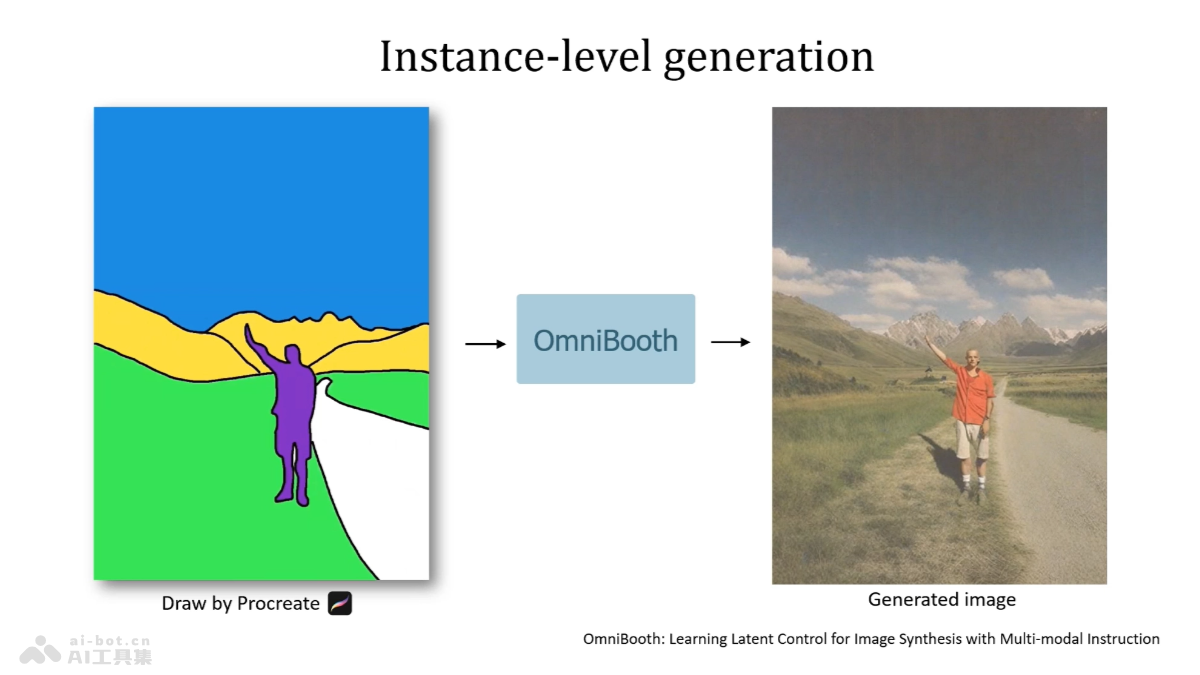 Instance-level generation
OmniBooth
Draw by Procreate
Generated image
OmniBooth: Learning Latent Control for Image Synthesis with Multi-modal Instruction
ai-bot.cn
AI工具集